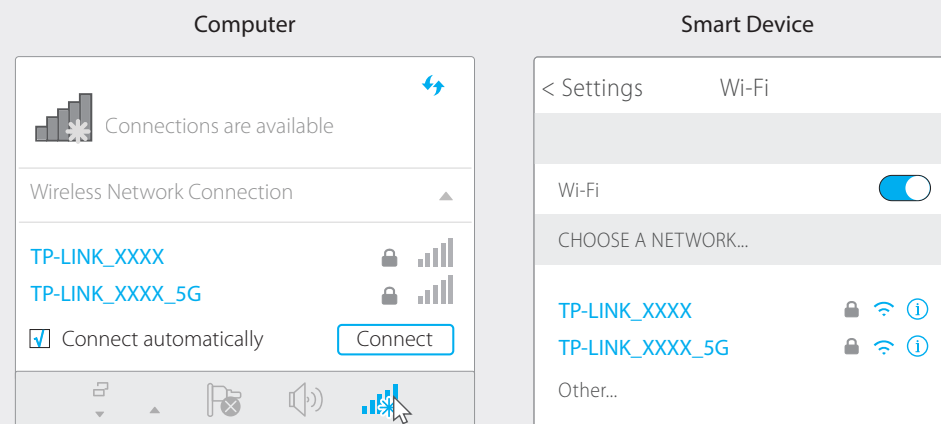 Computer
Connections are available
Wireless Network Connection
TP-LINK_XXXX
TP-LINK_XXXX_5G
Connect automatically
Connect
Smart Device
< Settings
Wi-Fi
Wi-Fi
CHOOSE A NETWORK...
TP-LINK_XXXX
TP-LINK_XXXX_5G
Other...